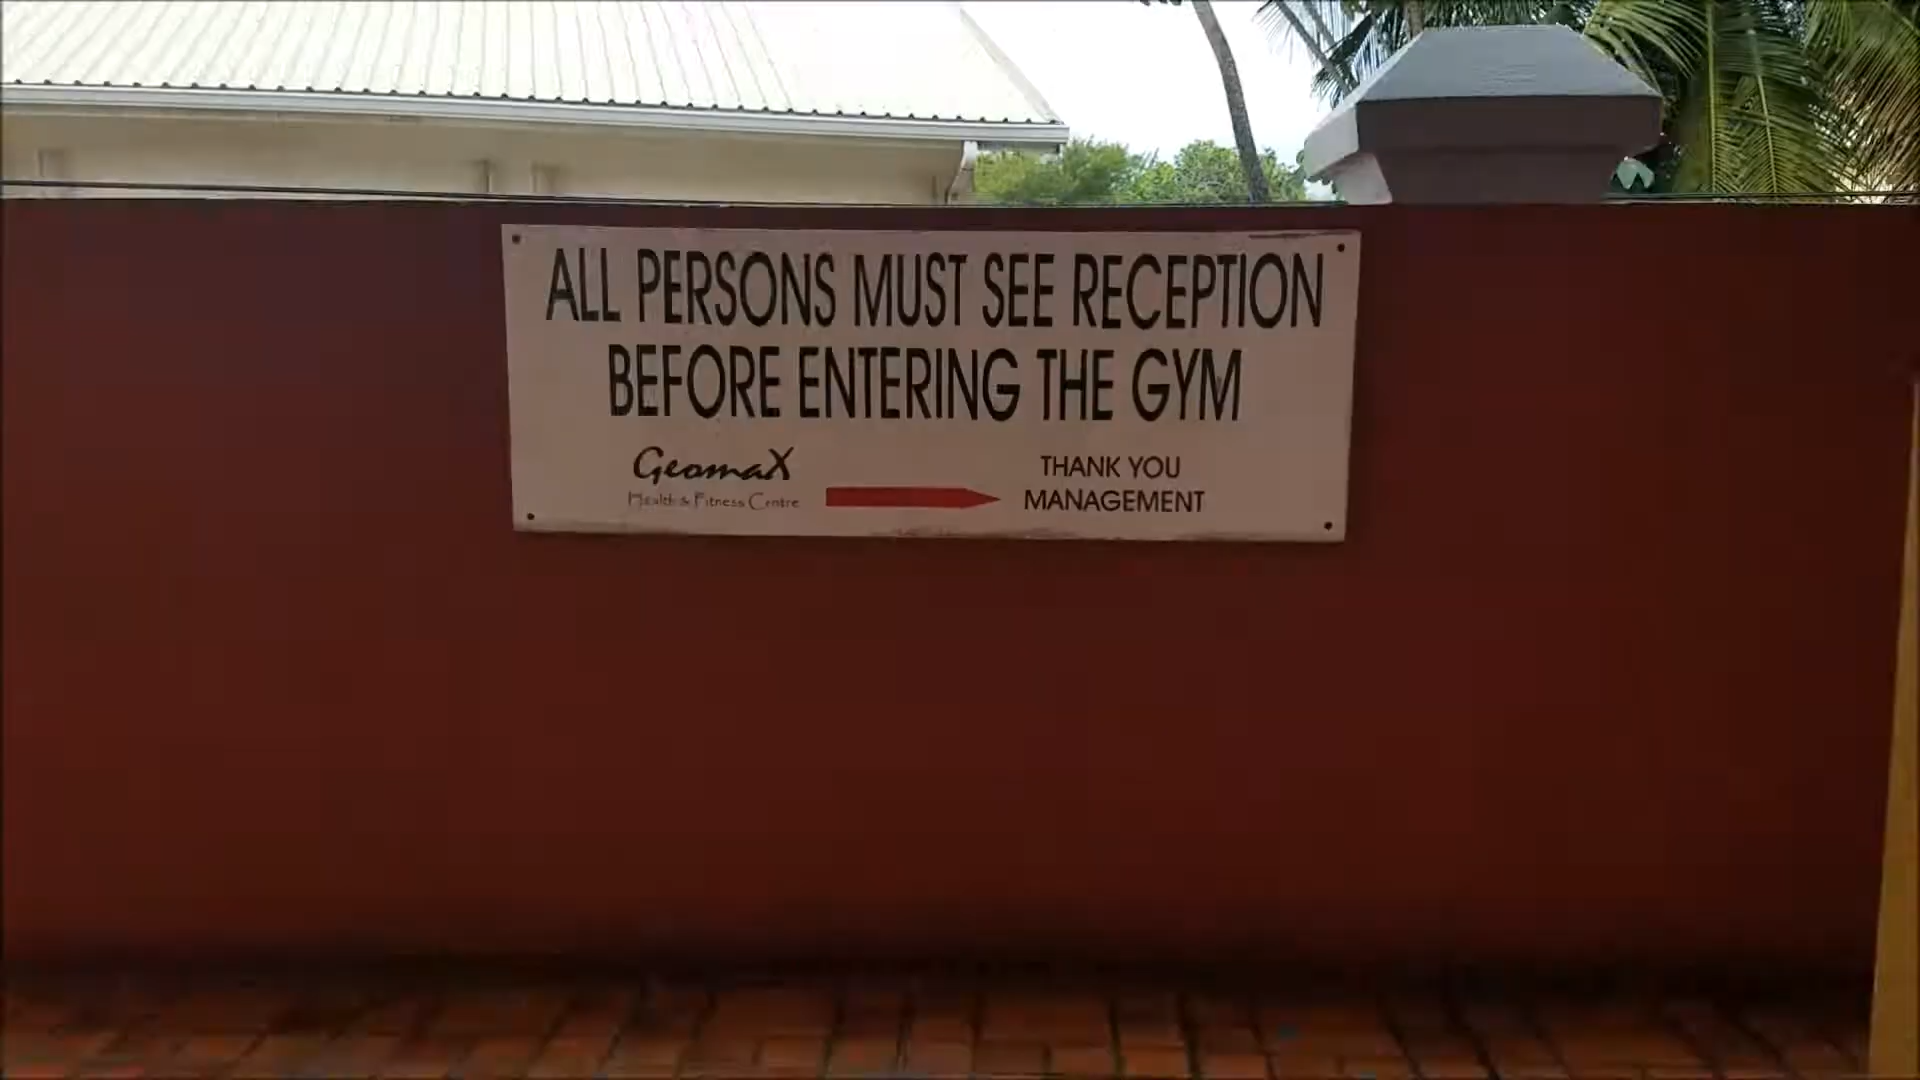 ALL PERSONS MUST SEE RECEPTION
BEFORE ENTERING THE GYM
GeomaX
Health & Fitness Centre
THANK YOU
MANAGEMENT